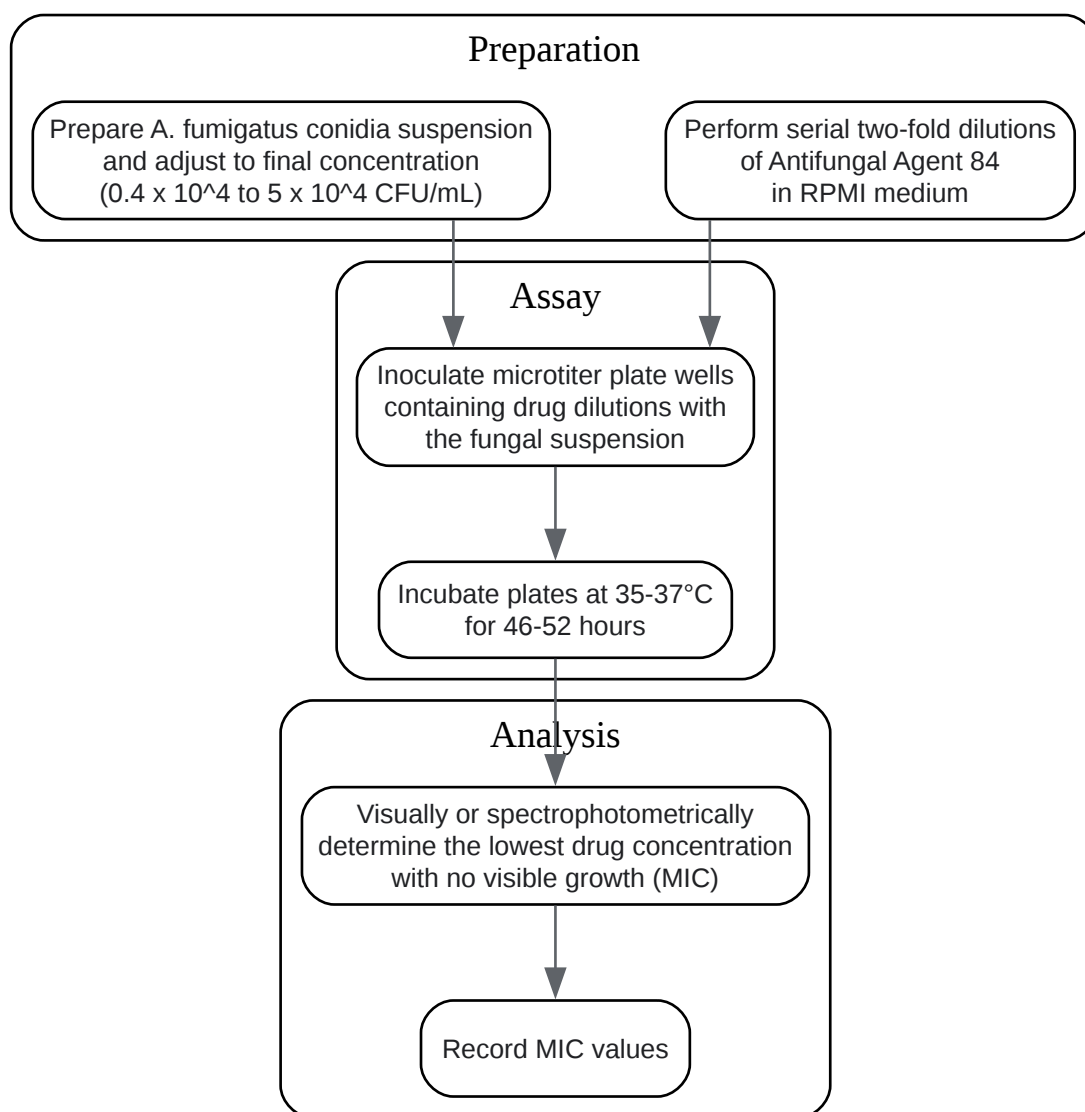 Preparation
Prepare A. fumigatus conidia suspension
and adjust to final concentration
(0.4 x 10^4 to 5 x 10^4 CFU/mL)
Perform serial two-fold dilutions
of Antifungal Agent 84
in RPMI medium
Assay
Inoculate microtiter plate wells
containing drug dilutions with
the fungal suspension
Incubate plates at 35-37°C
for 46-52 hours
Analysis
Visually or spectrophotometrically
determine the lowest drug concentration
with no visible growth (MIC)
Record MIC values